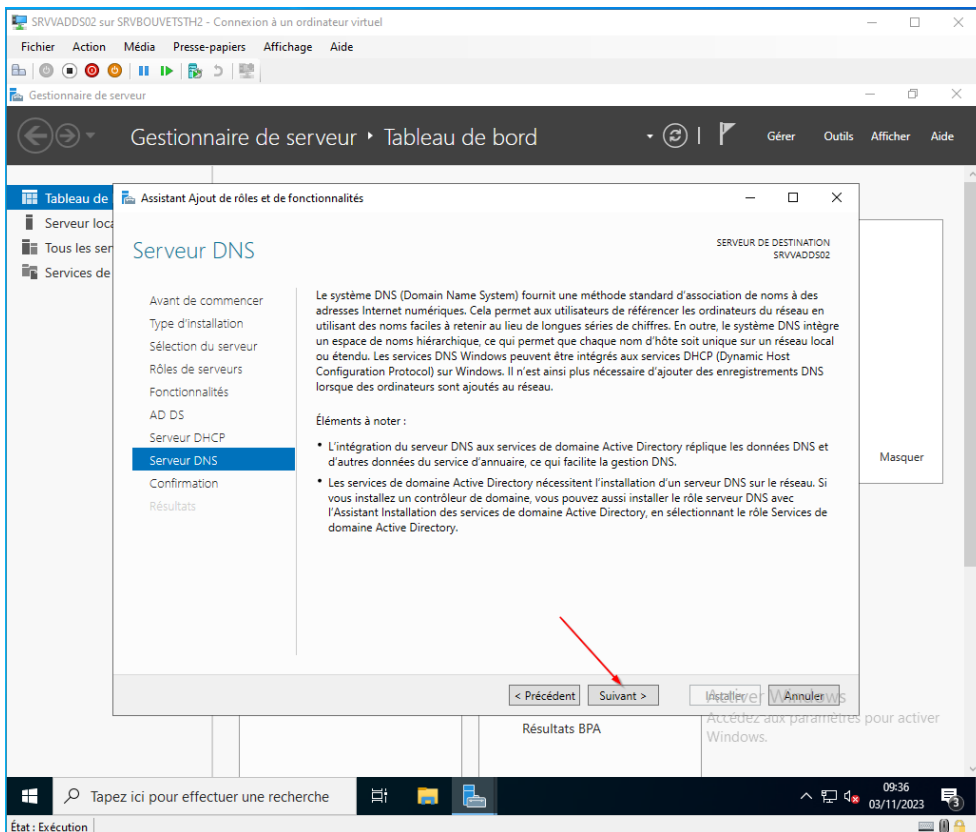 SRVVADDS02 sur SRVBOUVETSTH2 - Connexion à un ordinateur virtuel
Fichier Action Média Presse-papiers Affichage Aide
Gestionnaire de serveur
Gestionnaire de serveur ‣ Tableau de bord
Gérer Outils Afficher Aide
Tableau de
Serveur loca
Tous les ser
Services de
Assistant Ajout de rôles et de fonctionnalités
Serveur DNS
SERVEUR DE DESTINATION
SRVVADDS02
Avant de commencer
Type d'installation
Sélection du serveur
Rôles de serveurs
Fonctionnalités
AD DS
Serveur DHCP
Serveur DNS
Confirmation
Résultats
Le système DNS (Domain Name System) fournit une méthode standard d'association de noms à des
adresses Internet numériques. Cela permet aux utilisateurs de référencer les ordinateurs du réseau en
utilisant des noms faciles à retenir au lieu de longues séries de chiffres. En outre, le système DNS intègre
un espace de noms hiérarchique, ce qui permet que chaque nom d'hôte soit unique sur un réseau local
ou étendu. Les services DNS Windows peuvent être intégrés aux services DHCP (Dynamic Host
Configuration Protocol) sur Windows. Il n'est ainsi plus nécessaire d'ajouter des enregistrements DNS
lorsque des ordinateurs sont ajoutés au réseau.
Éléments à noter :
• L'intégration du serveur DNS aux services de domaine Active Directory réplique les données DNS et
d'autres données du service d'annuaire, ce qui facilite la gestion DNS.
• Les services de domaine Active Directory nécessitent l'installation d'un serveur DNS sur le réseau. Si
vous installez un contrôleur de domaine, vous pouvez aussi installer le rôle serveur DNS avec
l'Assistant Installation des services de domaine Active Directory, en sélectionnant le rôle Services de
domaine Active Directory.
Masquer
< Précédent Suivant > Installer Annuler
Activer Windows
Accédez aux paramètres pour activer
Windows.
Résultats BPA
Tapez ici pour effectuer une recherche
09:36
03/11/2023
3
État : Exécution